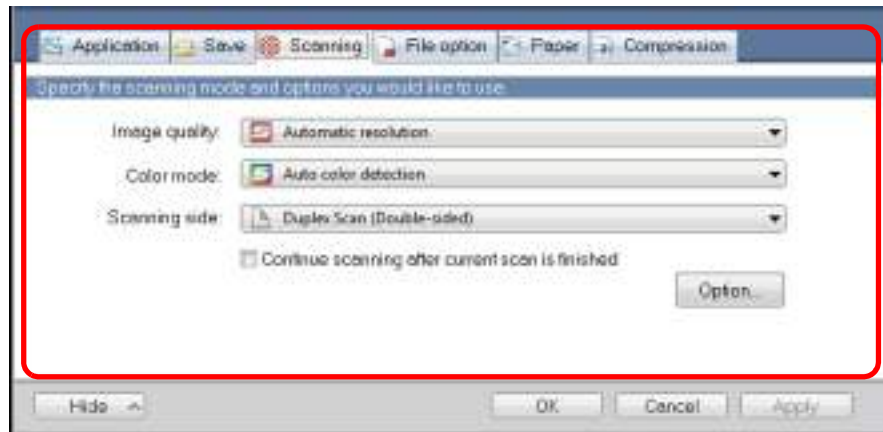 Application Save Scanning File option Paper Compression
Specify the scanning mode and options you would like to use.
Image quality: Automatic resolution
Color mode: Auto color detection
Scanning side: Duplex Scan (Double-sided)
Continue scanning after current scan is finished
Option...
Hide OK Cancel Apply